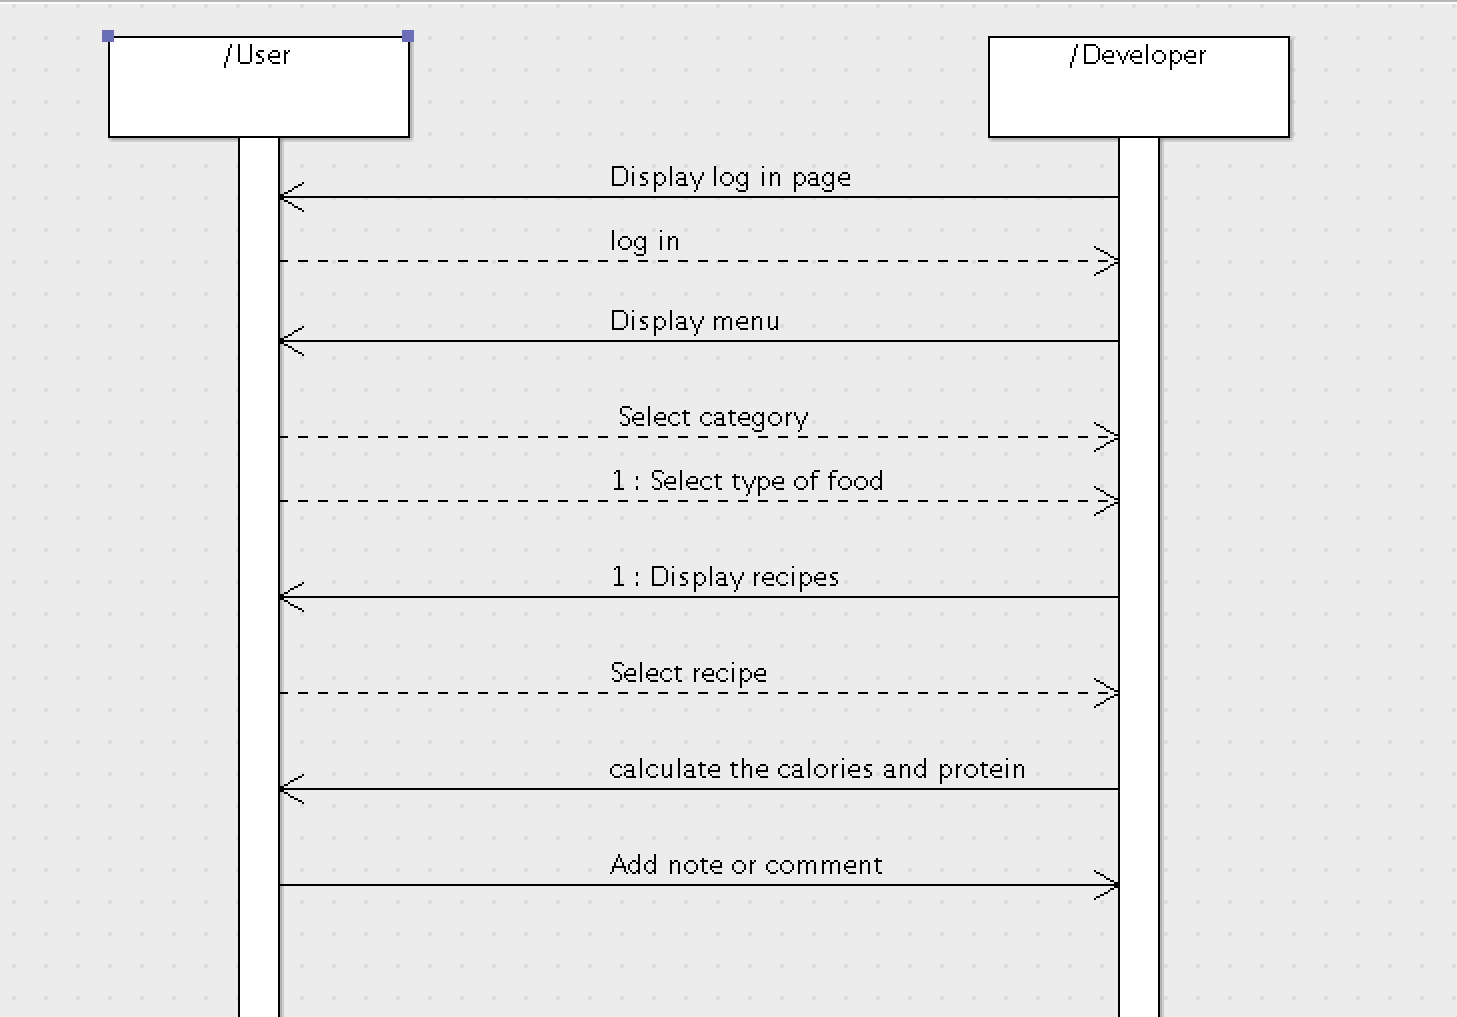 /User
/Developer
Display log in page
log in
Display menu
Select category
1 : Select type of food
1 : Display recipes
Select recipe
calculate the calories and protein
Add note or comment